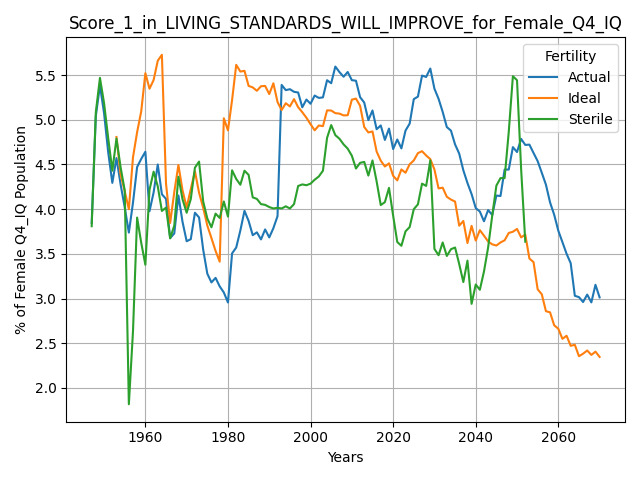 Score_1_in_LIVING_STANDARDS_WILL_IMPROVE_for_Female_Q4_IQ
% of Female Q4_IQ Population
5.5
5.0
4.5
4.0
3.5
3.0
2.5
2.0
Fertility
Actual
Ideal
Sterile
1960
1980
2000
2020
2040
2060
Years